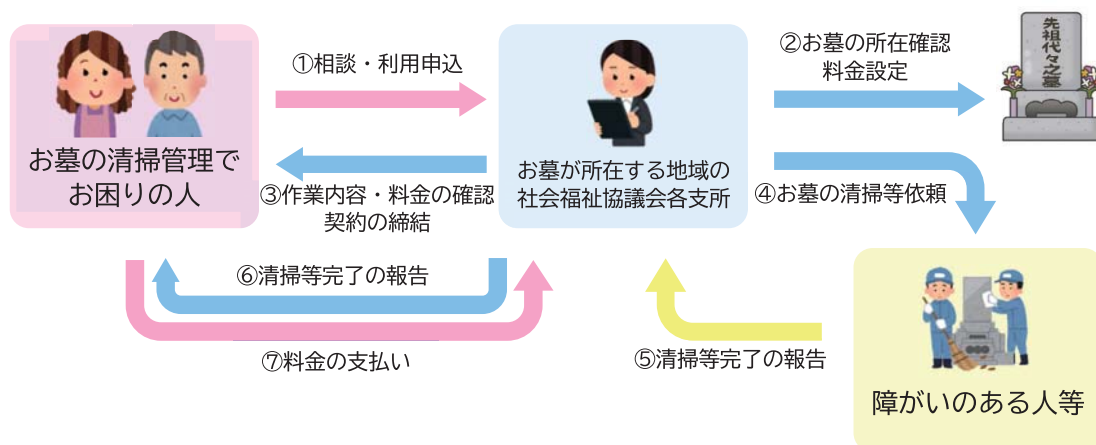 ①相談・利用申込
②お墓の所在確認
料金設定
先祖代々之墓
お墓の清掃管理で
お困りの人
お墓が所在する地域の
社会福祉協議会各支所
③作業内容・料金の確認
契約の締結
④お墓の清掃等依頼
⑥清掃等完了の報告
⑦料金の支払い
⑤清掃等完了の報告
障がいのある人等